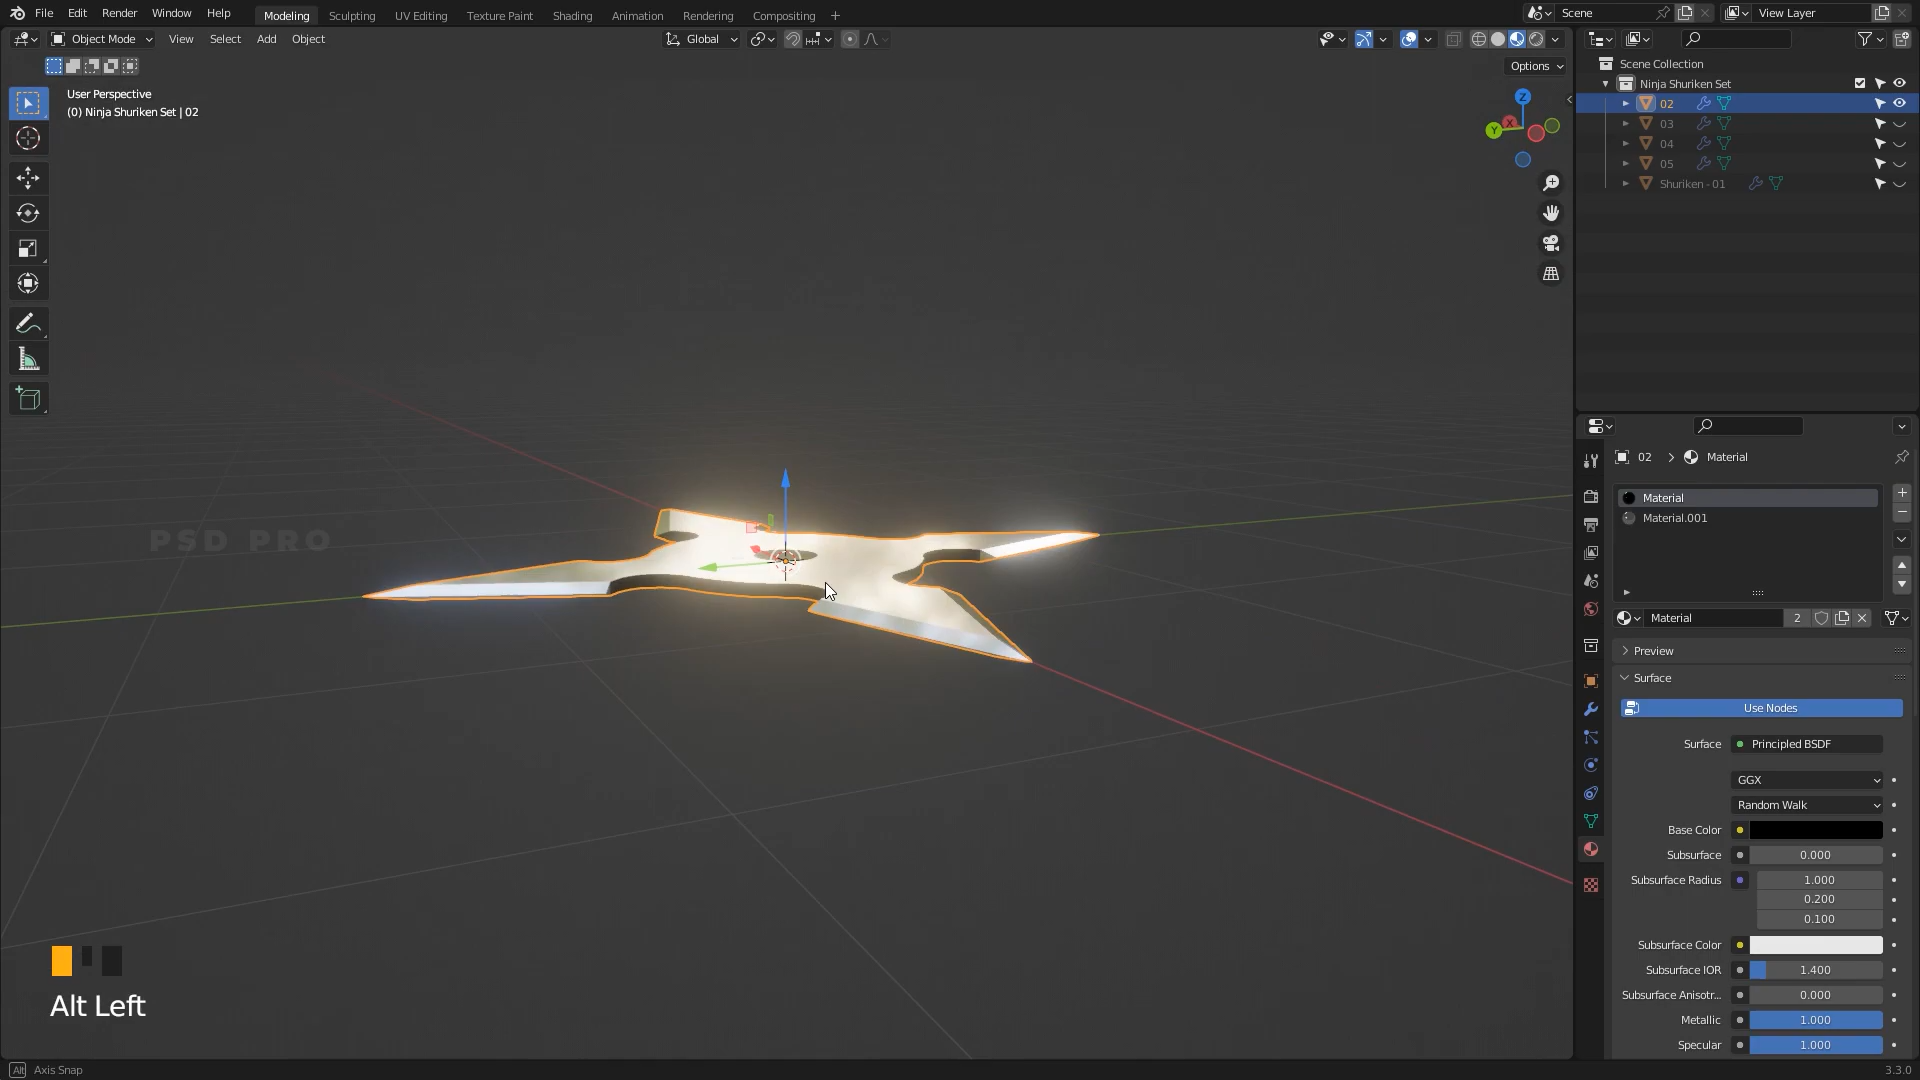 File Edit Render Window Help
Modeling Sculpting UV Editing Texture Paint Shading Animation Rendering Compositing +
Scene
View Layer
Object Mode View Select Add Object
Global
Options
User Perspective
(0) Ninja Shuriken Set | 02
Z
Y
X
Scene Collection
Ninja Shuriken Set
02
03
04
05
Shuriken - 01
02 > Material
Material
Material.001
Material 2
Preview
Surface
Use Nodes
Surface Principled BSDF
GGX
Random Walk
Base Color
Subsurface 0.000
Subsurface Radius 1.000
0.200
0.100
Subsurface Color
Subsurface IOR 1.400
Subsurface Anisotr... 0.000
Metallic 1.000
Specular 1.000
PSD PRO
Alt Left
Alt Axis Snap
3.3.0